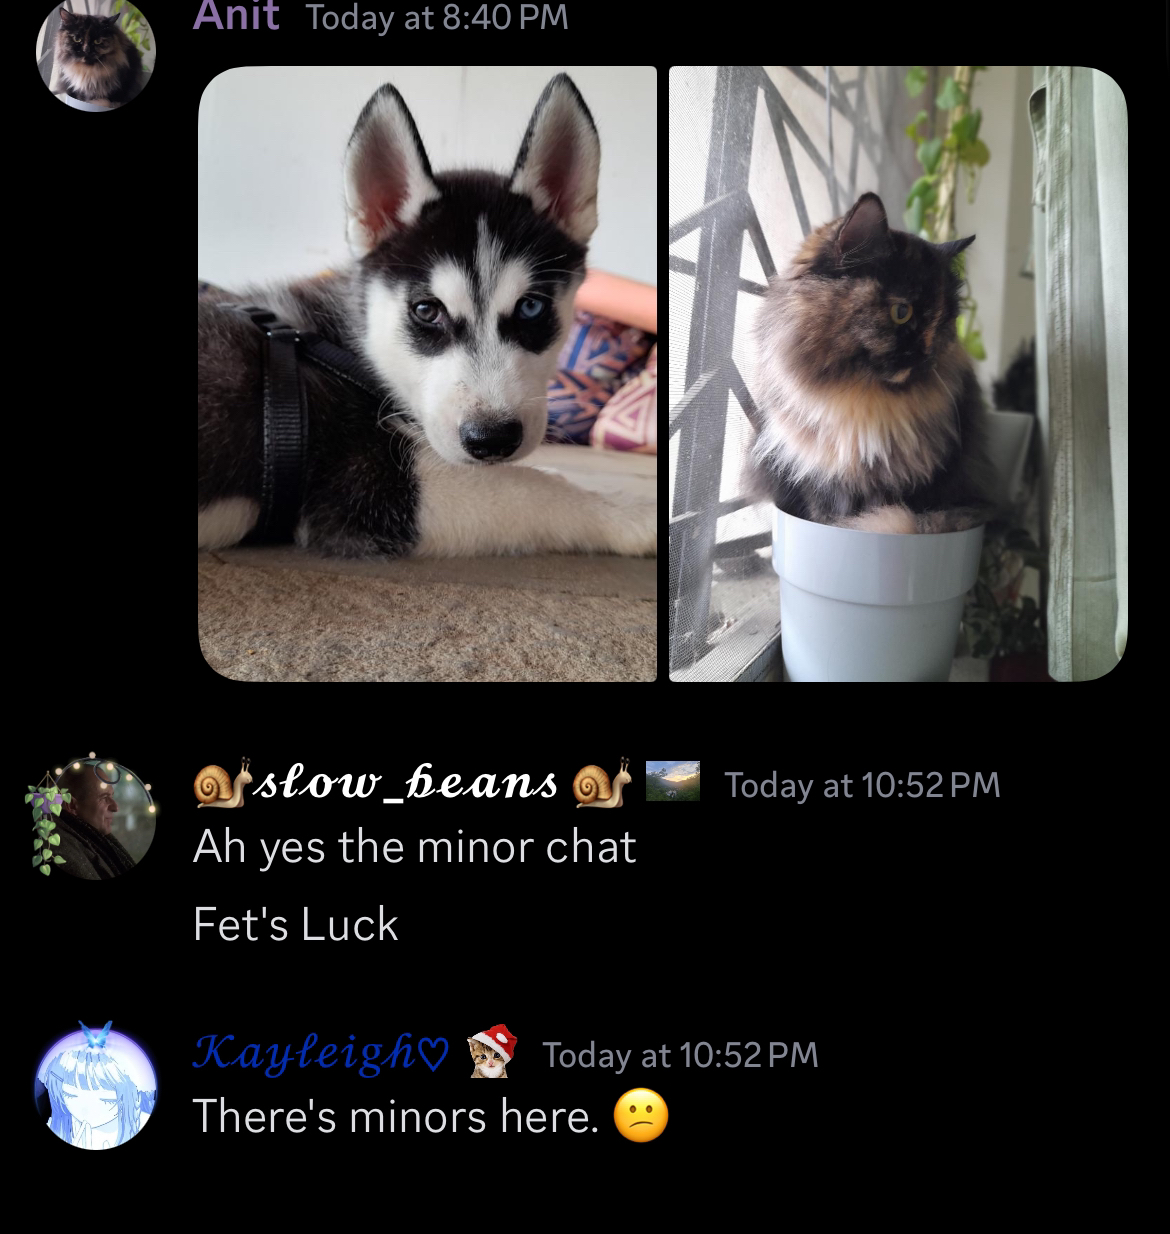 Anit Today at 8:40 PM
🐌slow_beans 🐌 Today at 10:52 PM
Ah yes the minor chat
Fet's Luck
Kayleigh♡ Today at 10:52 PM
There's minors here. 😕